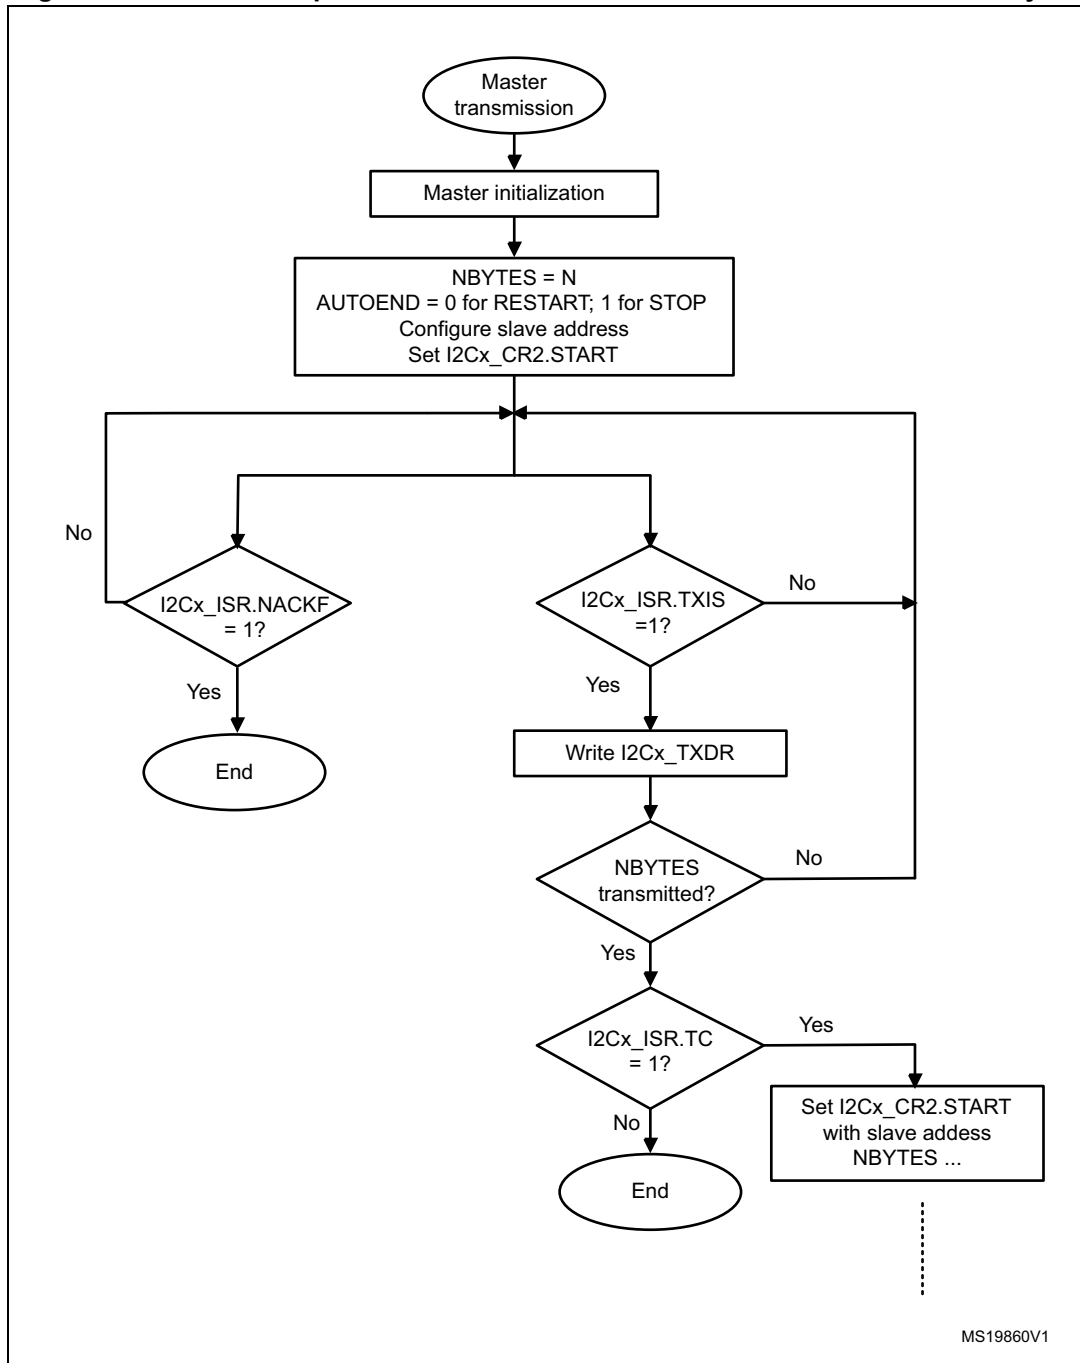 Master
transmission
Master initialization
NBYTES = N
AUTOEND = 0 for RESTART; 1 for STOP
Configure slave address
Set I2Cx_CR2.START
No
I2Cx_ISR.NACKF
= 1?
Yes
End
I2Cx_ISR.TXIS
=1?
No
Yes
Write I2Cx_TXDR
NBYTES
transmitted?
No
Yes
I2Cx_ISR.TC
= 1?
Yes
Set I2Cx_CR2.START
with slave addess
NBYTES ...
No
End
MS19860V1